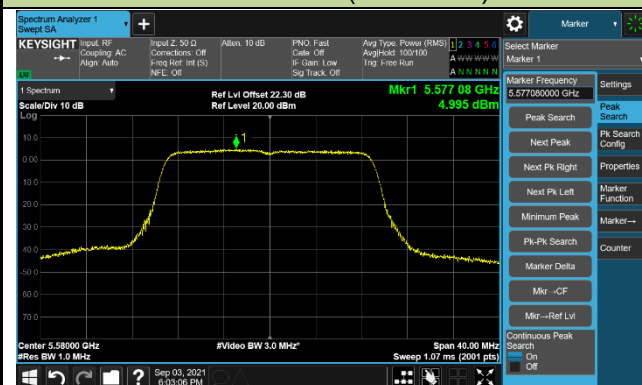 Spectrum Analyzer 1
Swept SA
+
Marker
KEYSIGHT
Input: RF
Coupling: AC
Align: Auto
Input Z: 50 Ω
Corrections: Off
Freq Ref: Int (S)
NFE: Off
Atten: 10 dB
PNO: Fast
Gate: Off
IF Gain: Low
Sig Track: Off
Avg Type: Power (RMS)
Avg|Hold: 100/100
Trig: Free Run
1 2 3 4 5 6
A W W W W W
A N N N N N
Select Marker
Marker 1
1 Spectrum
Scale/Div 10 dB
Log
Ref Lvl Offset 22.30 dB
Ref Level 20.00 dBm
Mkr1 5.577 08 GHz
4.995 dBm
Marker Frequency
5.577080000 GHz
Peak Search
Next Peak
Next Pk Right
Next Pk Left
Minimum Peak
Pk-Pk Search
Marker Delta
Mkr→CF
Mkr→Ref Lvl
Continuous Peak
Search
On
Off
Settings
Peak
Search
Pk Search
Config
Properties
Marker
Function
Marker→
Counter
1
10.0
0.00
-10.0
-20.0
-30.0
-40.0
-50.0
-60.0
-70.0
Center 5.58000 GHz
#Res BW 1.0 MHz
#Video BW 3.0 MHz*
Span 40.00 MHz
Sweep 1.07 ms (2001 pts)
?
Sep 03, 2021
6:03:06 PM